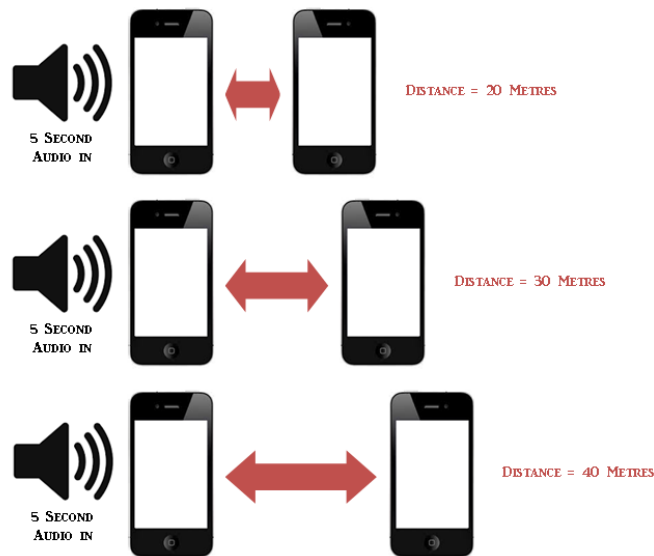 Distance = 20 Metres
5 Second
Audio in
Distance = 30 Metres
5 Second
Audio in
Distance = 40 Metres
5 Second
Audio in